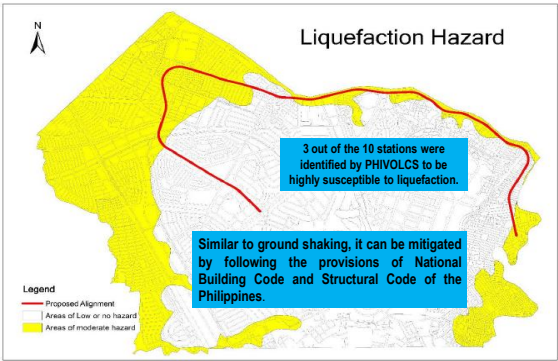 N
Liquefaction Hazard
3 out of the 10 stations were
identified by PHIVOLCS to be
highly susceptible to liquefaction.
Similar to ground shaking, it can be mitigated
by following the provisions of National
Building Code and Structural Code of the
Philippines.
Legend
Proposed Alignment
Areas of Low or no hazard
Areas of moderate hazard